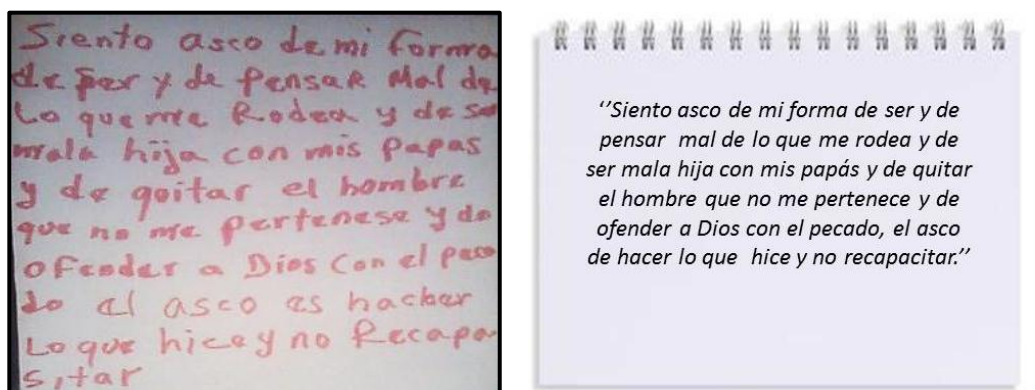 Siento asco de mi forma
de ser y de pensar mal de
Lo que me Rodea y de se
mala hija con mis papas
y de qoitar el hombre
que no me pertenese y de
ofender a Dios con el peca
do el asco es hacber
Lo que hice y no Recapa
sitar
‘’Siento asco de mi forma de ser y de
pensar mal de lo que me rodea y de
ser mala hija con mis papás y de quitar
el hombre que no me pertenece y de
ofender a Dios con el pecado, el asco
de hacer lo que hice y no recapacitar.’’